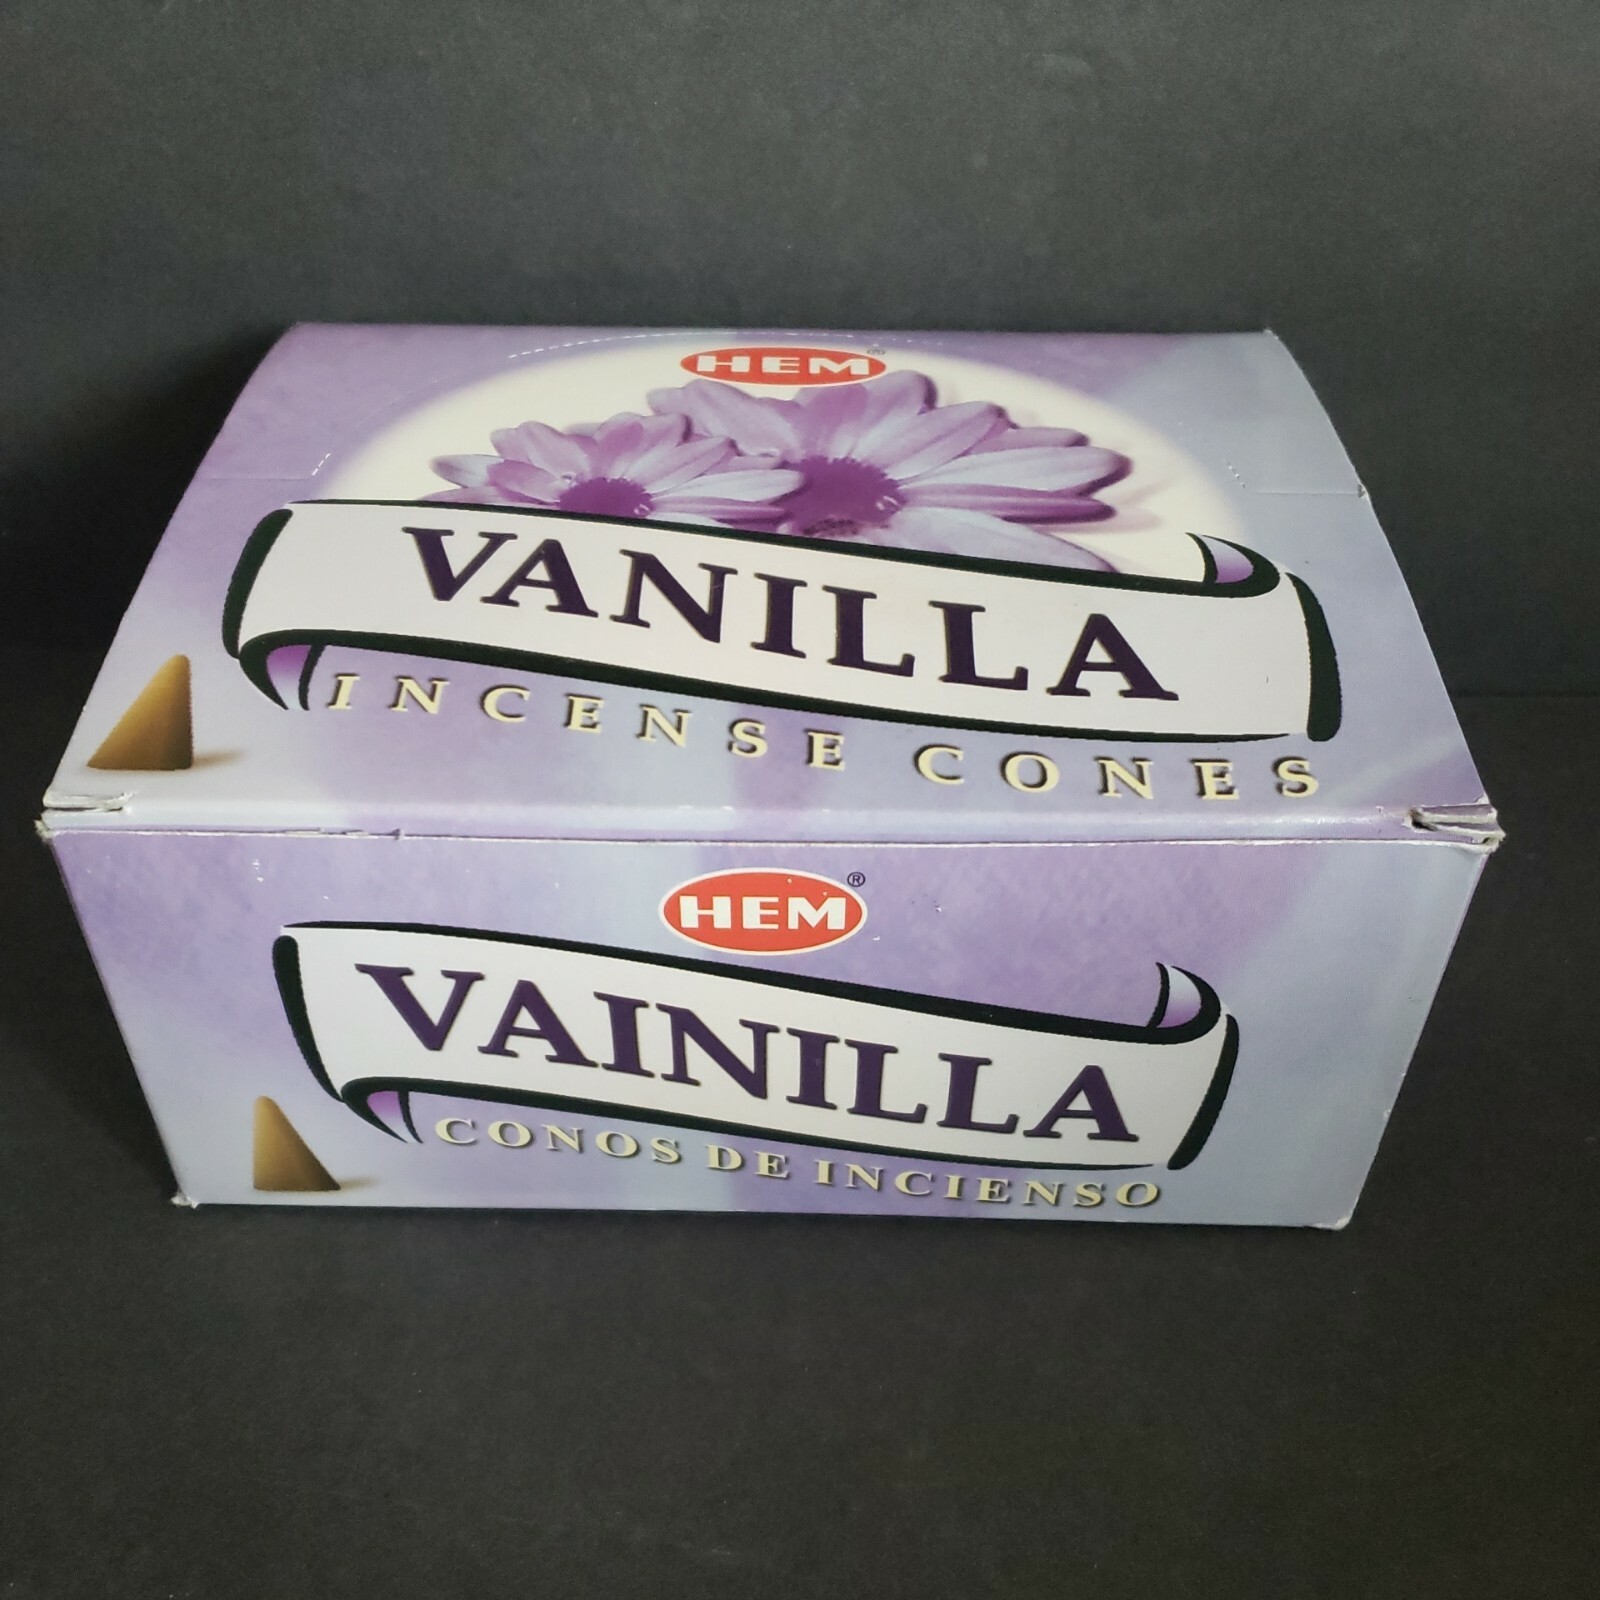 HEM®
VANILLA
INCENSE CONES
HEM®
VAINILLA
CONOS DE INCIENSO